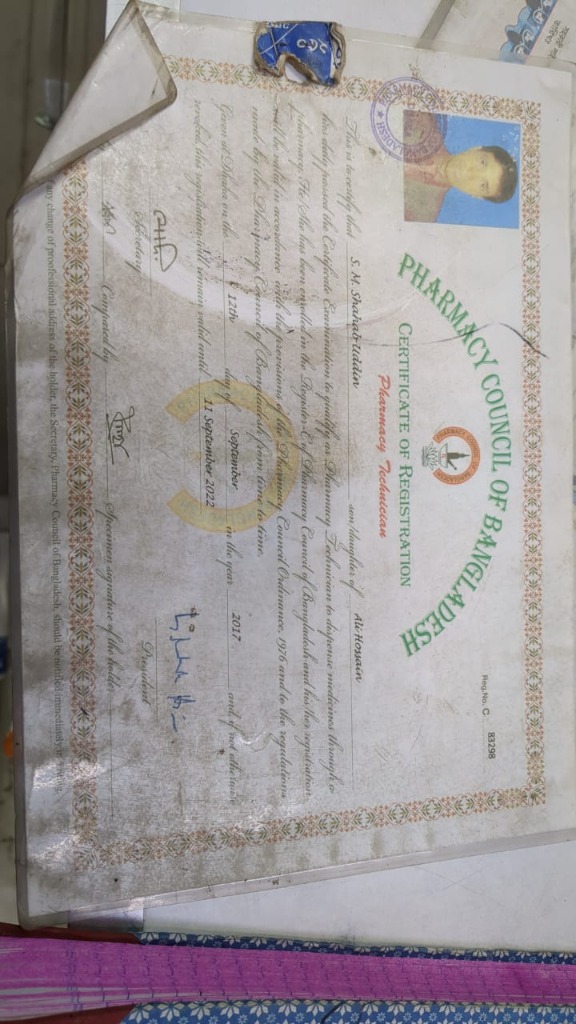 Reg.No. C 83298
PHARMACY COUNCIL OF BANGLADESH
CERTIFICATE OF REGISTRATION
Pharmacy Technician
This is certify that S. M. Shahab Uddin son/daughter of Ali Hossain
has duly passed the Certificate Examination to qualify as Pharmacy Technician to dispense medicines through a
pharmacy. He/She has been enrolled in the Register 'C' of Pharmacy Council of Bangladesh and his/her registration
shall be valid in accordance with the provisions of the Pharmacy Council Ordinance, 1976 and to the regulations
made by the Pharmacy Council of Bangladesh from time to time.
Given at Dhaka on the 12th day of September in the year 2017 and if not otherwise
revoked this registration will remain valid until 11 September 2022
Secretary
President
Compared by
Specimen signature of the holder
any change of proofessional address of the holder, the Secretary, Pharmacy Council of Bangladesh, should be notified immediately